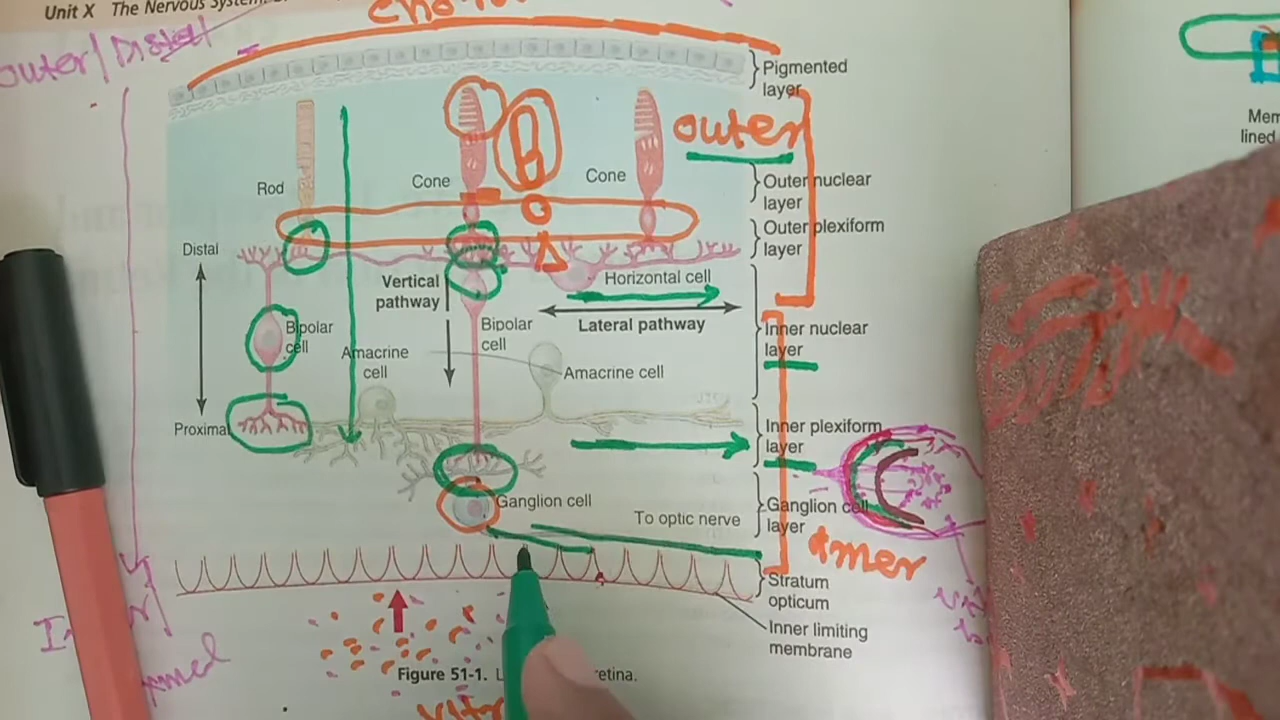 Unit X The Nervous System:
outer/Distal
Pigmented
layer
outer
Mem
lined
Rod
Cone
Cone
Outer nuclear
layer
Outer plexiform
layer
Distal
Vertical
pathway
Horizontal cell
Lateral pathway
Bipolar
cell
Bipolar
cell
Inner nuclear
layer
Amacrine
cell
Amacrine cell
Proximal
Inner plexiform
layer
Ganglion cell
To optic nerve
Ganglion cell
layer
Stratum
opticum
Inner limiting
membrane
Figure 51-1. L etina.